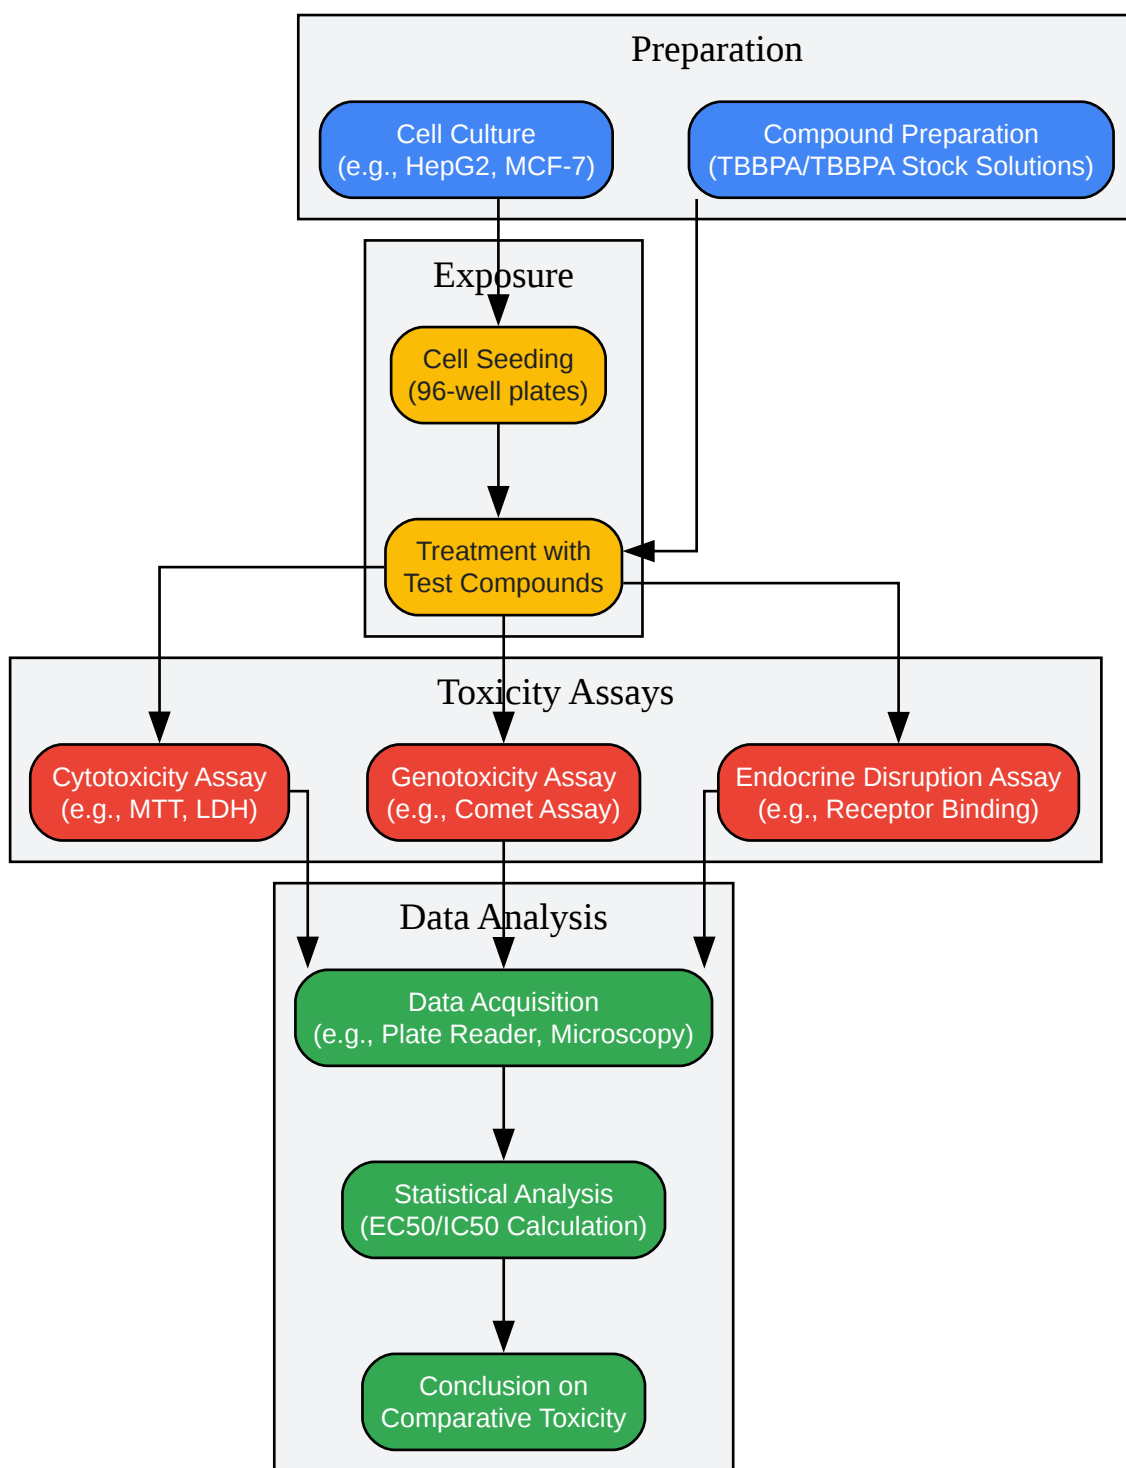 Preparation
Cell Culture
(e.g., HepG2, MCF-7)
Compound Preparation
(TBBPA/TBBPA Stock Solutions)
Exposure
Cell Seeding
(96-well plates)
Treatment with
Test Compounds
Toxicity Assays
Cytotoxicity Assay
(e.g., MTT, LDH)
Genotoxicity Assay
(e.g., Comet Assay)
Endocrine Disruption Assay
(e.g., Receptor Binding)
Data Analysis
Data Acquisition
(e.g., Plate Reader, Microscopy)
Statistical Analysis
(EC50/IC50 Calculation)
Conclusion on
Comparative Toxicity